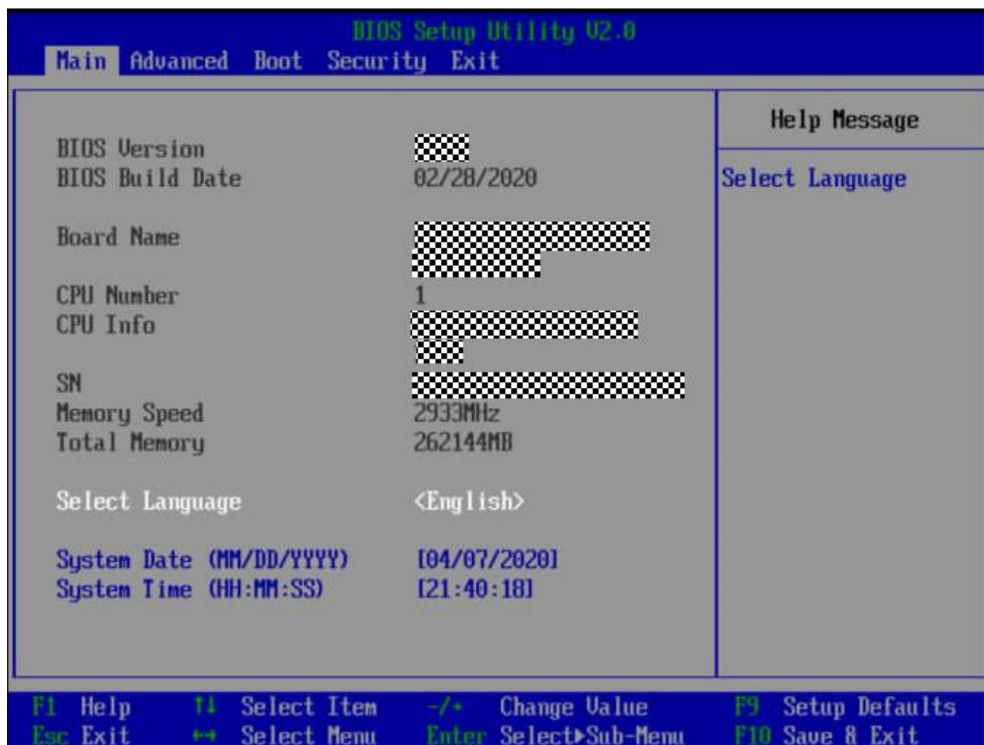 BIOS Setup Utility V2.0
Main Advanced Boot Security Exit
BIOS Version
BIOS Build Date 02/28/2020
Board Name
CPU Number 1
CPU Info
SN
Memory Speed 2933MHz
Total Memory 262144MB
Select Language <English>
System Date (MM/DD/YYYY) [04/07/2020]
System Time (HH:MM:SS) [21:40:18]
Help Message
Select Language
F1 Help ↑↓ Select Item -/+ Change Value F9 Setup Defaults
Esc Exit ←→ Select Menu Enter Select▶Sub-Menu F10 Save & Exit